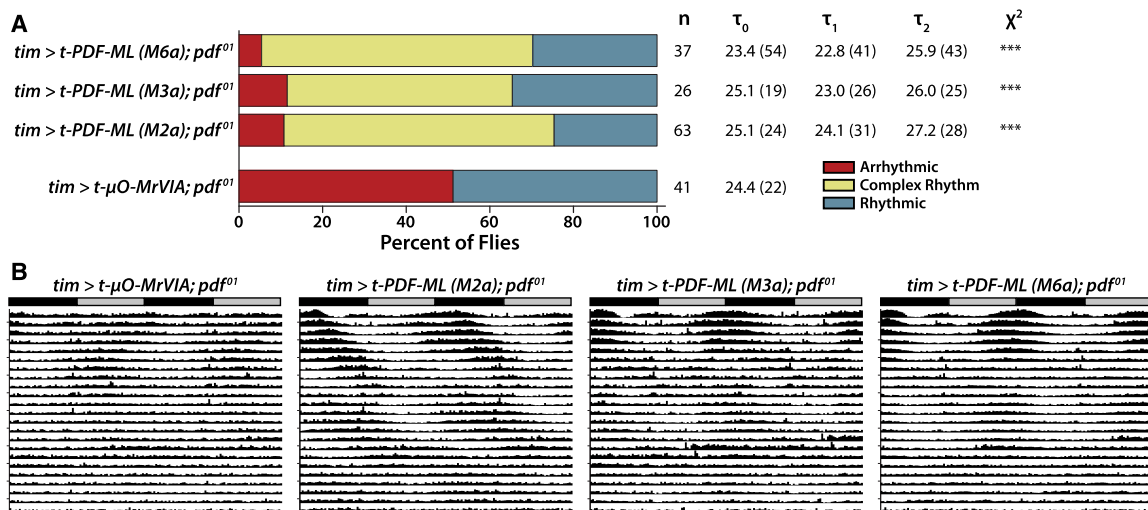 A
n τ0 τ1 τ2 χ2
tim > t-PDF-ML (M6a); pdf01 37 23.4 (54) 22.8 (41) 25.9 (43) ***
tim > t-PDF-ML (M3a); pdf01 26 25.1 (19) 23.0 (26) 26.0 (25) ***
tim > t-PDF-ML (M2a); pdf01 63 25.1 (24) 24.1 (31) 27.2 (28) ***
tim > t-μO-MrVIA; pdf01 41 24.4 (22)
Arrhythmic
Complex Rhythm
Rhythmic
0 20 40 60 80 100
Percent of Flies
B
tim > t-μO-MrVIA; pdf01 tim > t-PDF-ML (M2a); pdf01 tim > t-PDF-ML (M3a); pdf01 tim > t-PDF-ML (M6a); pdf01